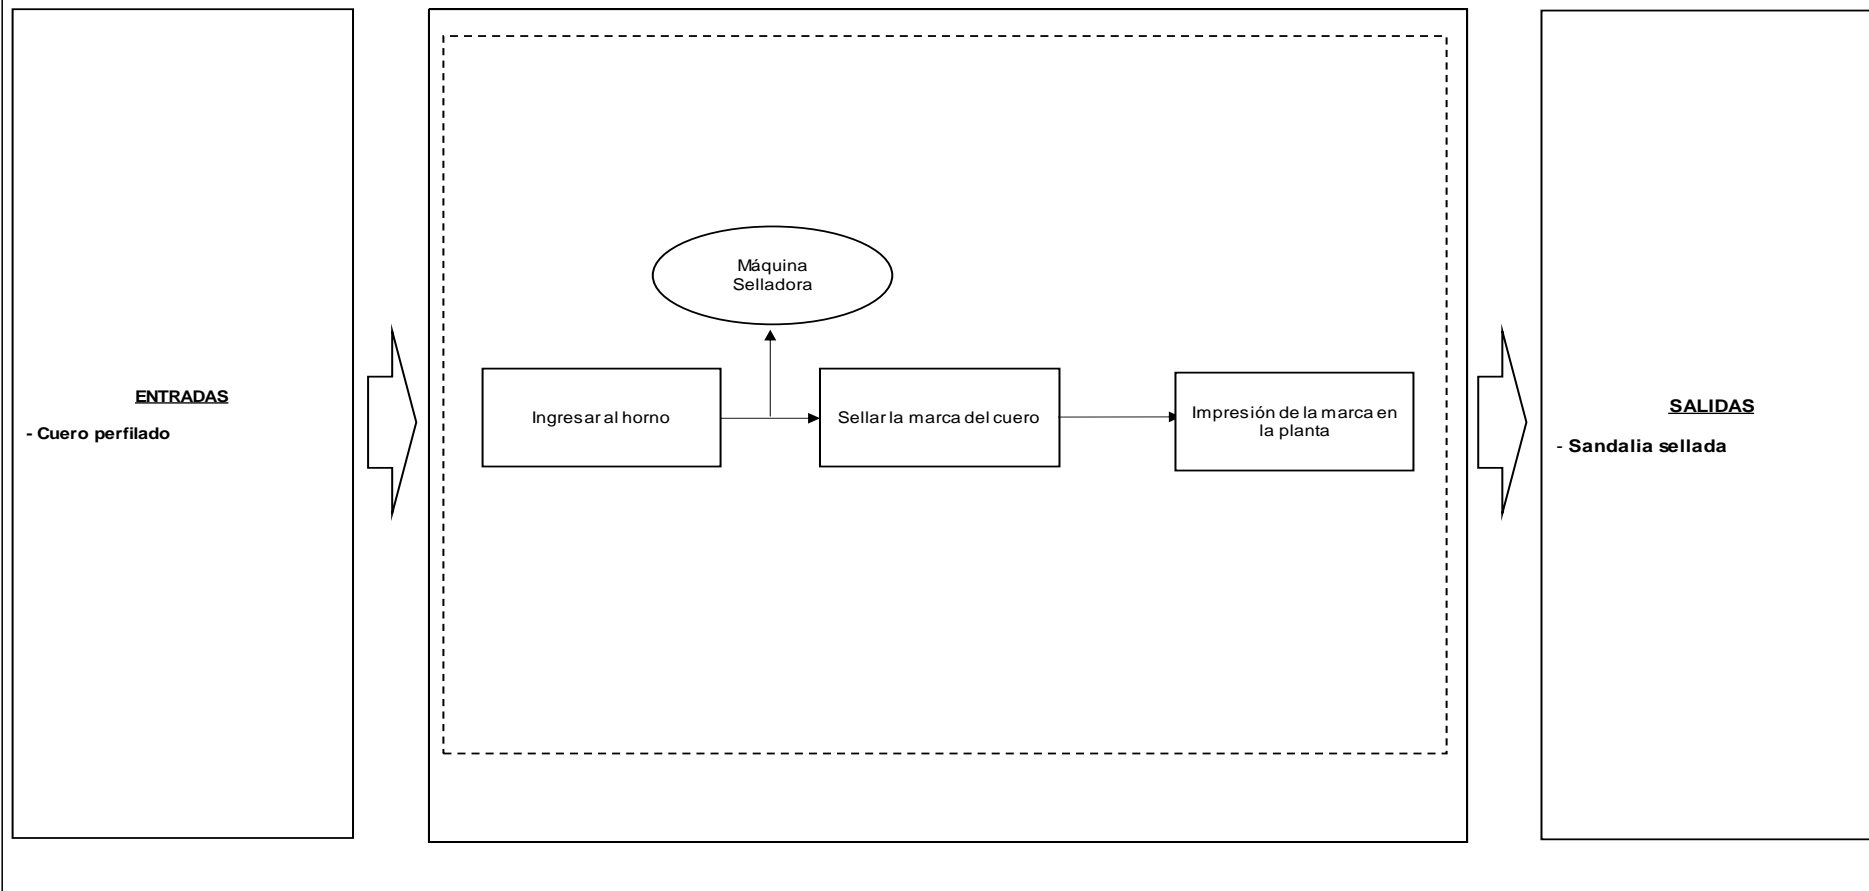 ENTRADAS
- Cuero perfilado
Máquina
Selladora
Ingresar al horno
Sellar la marca del cuero
Impresión de la marca en
la planta
SALIDAS
- Sandalia sellada